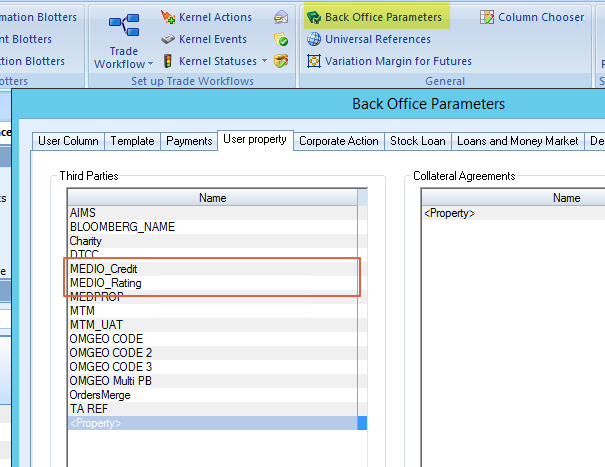 mation Blotters
Kernel Actions
Back Office Parameters
Column Chooser
nt Blotters
Trade
Workflow
Kernel Events
Universal References
ction Blotters
Kernel Statuses
Variation Margin for Futures
otters
Set up Trade Workflows
General
S
Back Office Parameters
User Column
Template
Payments
User property
Corporate Action
Stock Loan
Loans and Money Market
De
Third Parties
Name
AIMS
BLOOMBERG_NAME
Charity
DTCC
MEDIO_Credit
MEDIO_Rating
MEDPROP
MTM
MTM_UAT
OMGEO CODE
OMGEO CODE 2
OMGEO CODE 3
OMGEO Multi PB
OrdersMerge
TA REF
<Property>
Collateral Agreements
Name
<Property>